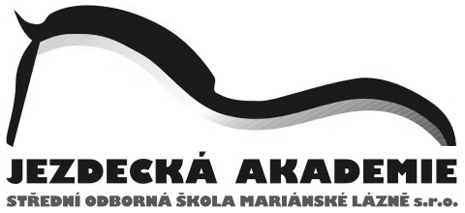 JEZDECKÁ AKADEMIE
STŘEDNÍ ODBORNÁ ŠKOLA MARIÁNSKÉ LÁZNĚ s.r.o.